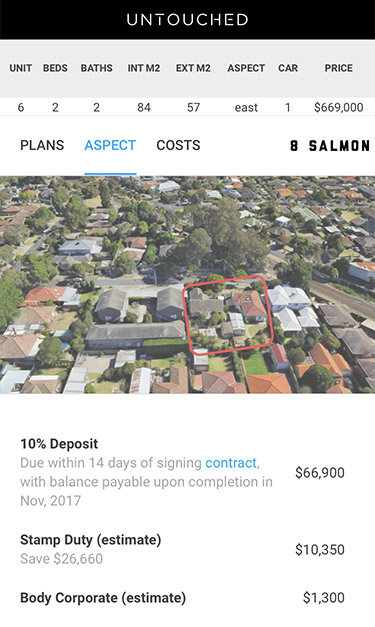 UNTOUCHED
UNIT BEDS BATHS INT M2 EXT M2 ASPECT CAR PRICE
6 2 2 84 57 east 1 $669,000
PLANS ASPECT COSTS 8 SALMON
10% Deposit
Due within 14 days of signing contract,
with balance payable upon completion in
Nov, 2017
$66,900
Stamp Duty (estimate)
Save $26,660
$10,350
Body Corporate (estimate) $1,300